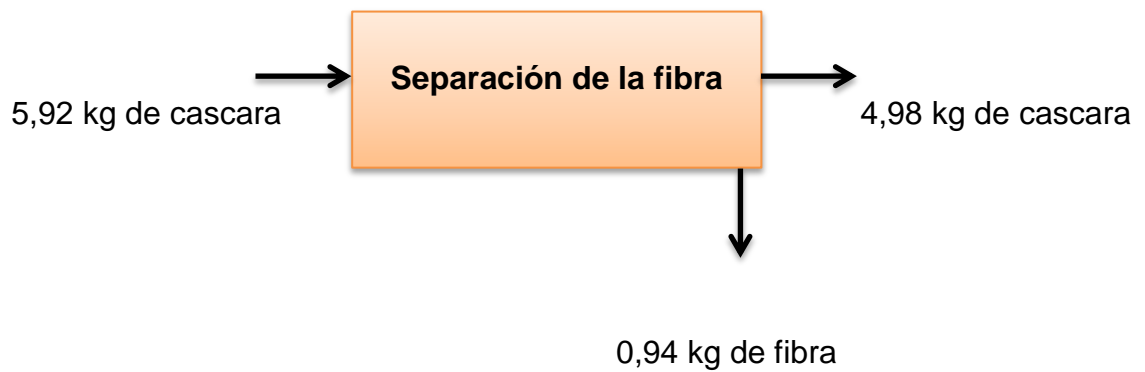 Separación de la fibra
5,92 kg de cascara
4,98 kg de cascara
0,94 kg de fibra